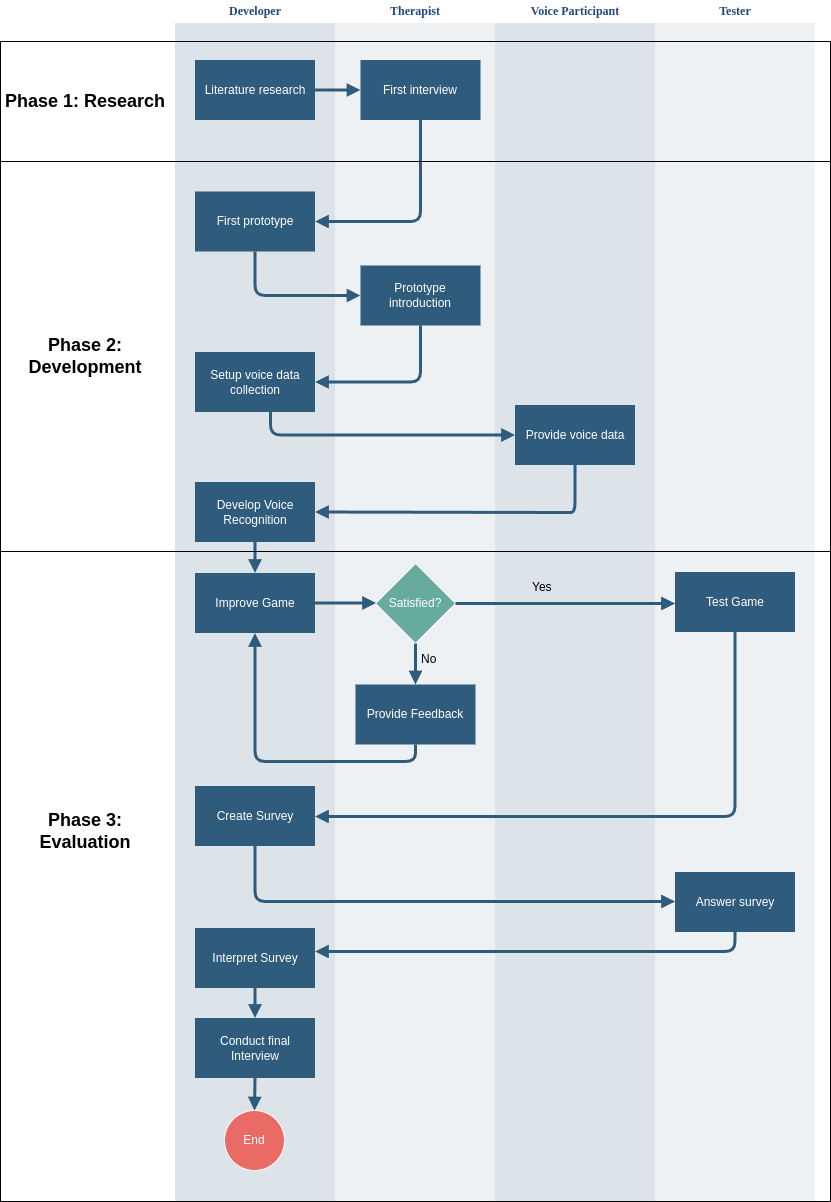 Developer
Therapist
Voice Participant
Tester
Phase 1: Research
Literature research
First interview
First prototype
Prototype
introduction
Phase 2:
Development
Setup voice data
collection
Provide voice data
Develop Voice
Recognition
Improve Game
Satisfied?
Yes
Test Game
No
Provide Feedback
Phase 3:
Evaluation
Create Survey
Answer survey
Interpret Survey
Conduct final
Interview
End